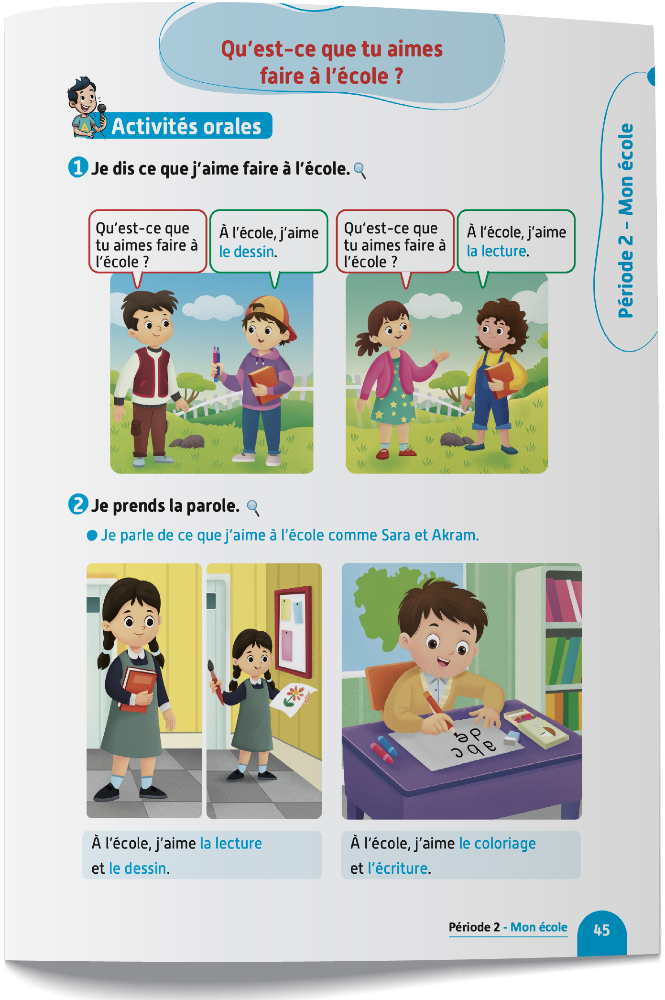 Qu'est-ce que tu aimes
faire à l'école ?
Activités orales
1 Je dis ce que j'aime faire à l'école.
Qu'est-ce que
tu aimes faire à
l'école ?
À l'école, j'aime
le dessin.
Qu'est-ce que
tu aimes faire à
l'école ?
À l'école, j'aime
la lecture.
A
2 Je prends la parole.
● Je parle de ce que j'aime à l'école comme Sara et Akram.
a b c
d e
À l'école, j'aime la lecture
et le dessin.
À l'école, j'aime le coloriage
et l'écriture.
Période 2 - Mon école
Période 2 - Mon école
45